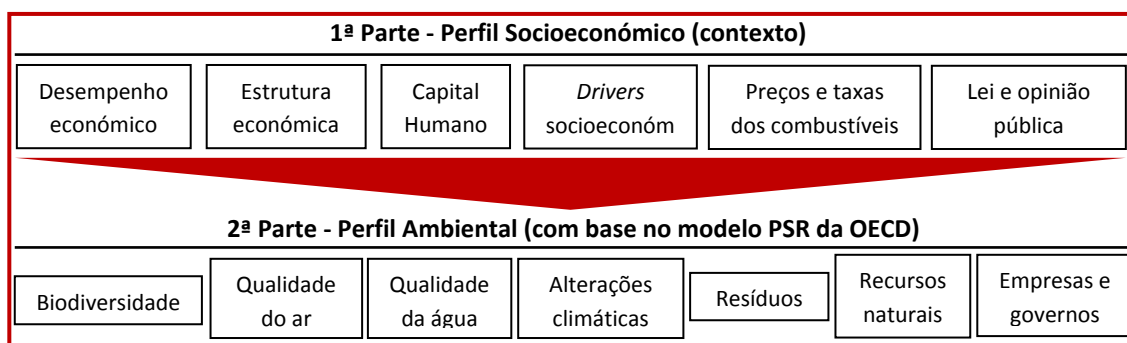 1ª Parte - Perfil Socioeconómico (contexto)
Desempenho económico
Estrutura económica
Capital Humano
Drivers socioeconóm
Preços e taxas dos combustíveis
Lei e opinião pública
2ª Parte - Perfil Ambiental (com base no modelo PSR da OECD)
Biodiversidade
Qualidade do ar
Qualidade da água
Alterações climáticas
Resíduos
Recursos naturais
Empresas e governos